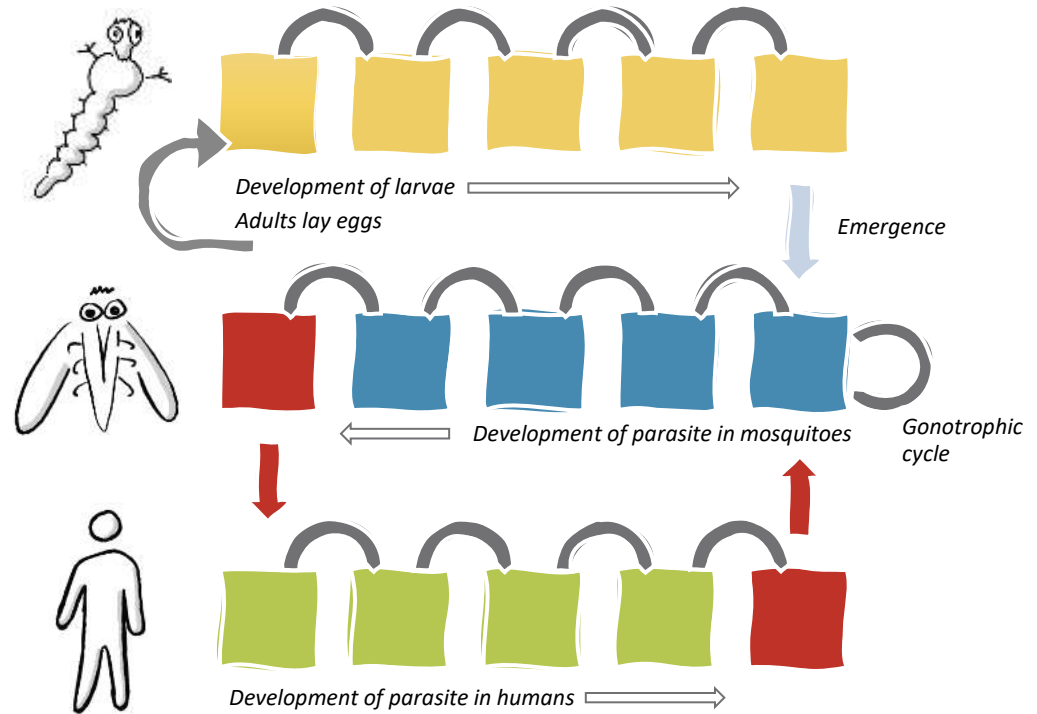 Development of larvae
Adults lay eggs
Emergence
Development of parasite in mosquitoes
Gonotrophic
cycle
Development of parasite in humans